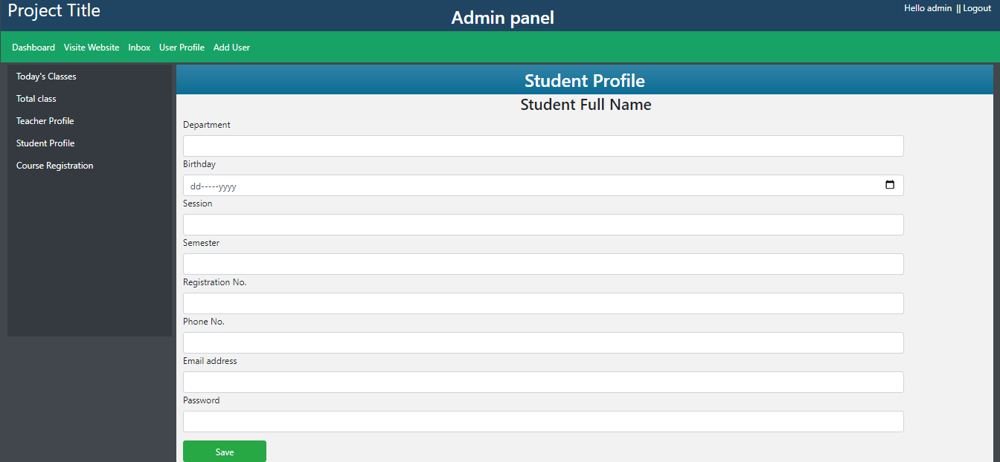 Project Title
Admin panel
Hello admin || Logout
Dashboard Visite Website Inbox User Profile Add User
Today's Classes
Total class
Teacher Profile
Student Profile
Course Registration
Student Profile
Student Full Name
Department
Birthday
dd-----yyyy
Session
Semester
Registration No.
Phone No.
Email address
Password
Save